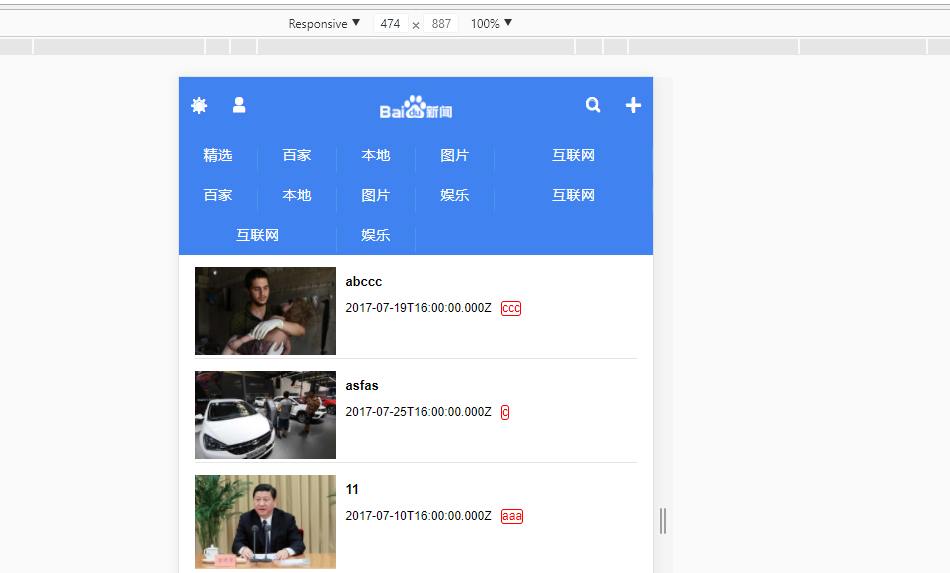 Responsive 474 × 887 100%
Bai du 新闻
精选 百家 本地 图片 互联网
百家 本地 图片 娱乐 互联网
互联网 娱乐
abccc
2017-07-19T16:00:00.000Z ccc
asfas
2017-07-25T16:00:00.000Z c
11
2017-07-10T16:00:00.000Z aaa